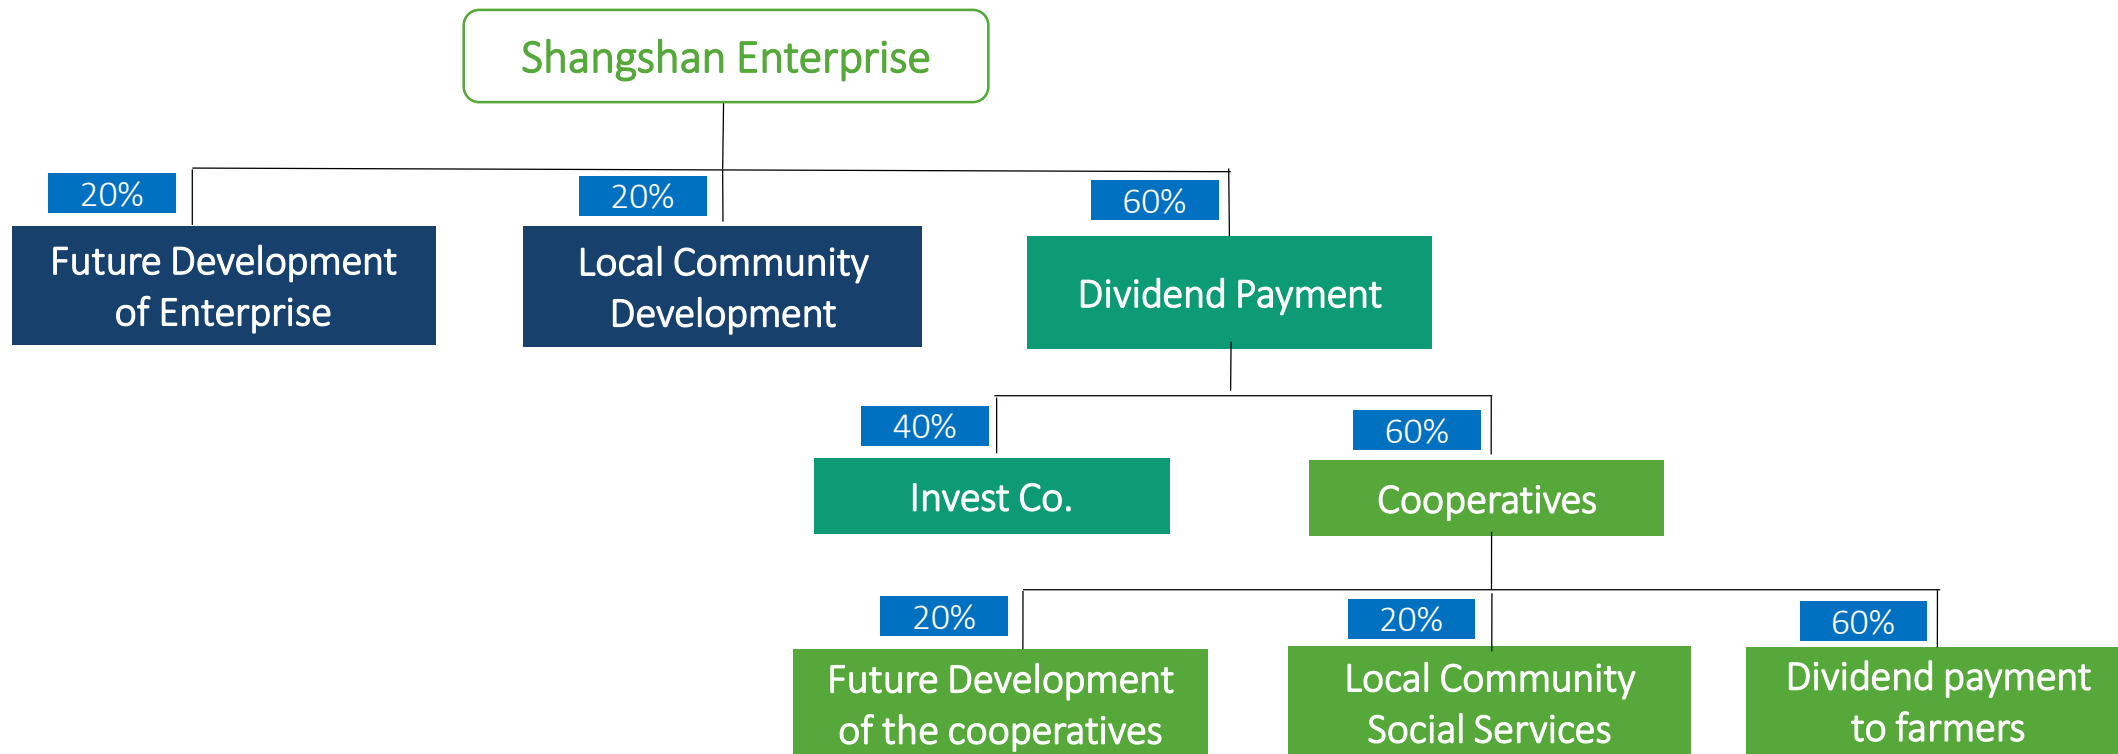 Shangshan Enterprise
20%
20%
60%
Future Development
of Enterprise
Local Community
Development
Dividend Payment
40%
60%
Invest Co.
Cooperatives
20%
20%
60%
Future Development
of the cooperatives
Local Community
Social Services
Dividend payment
to farmers